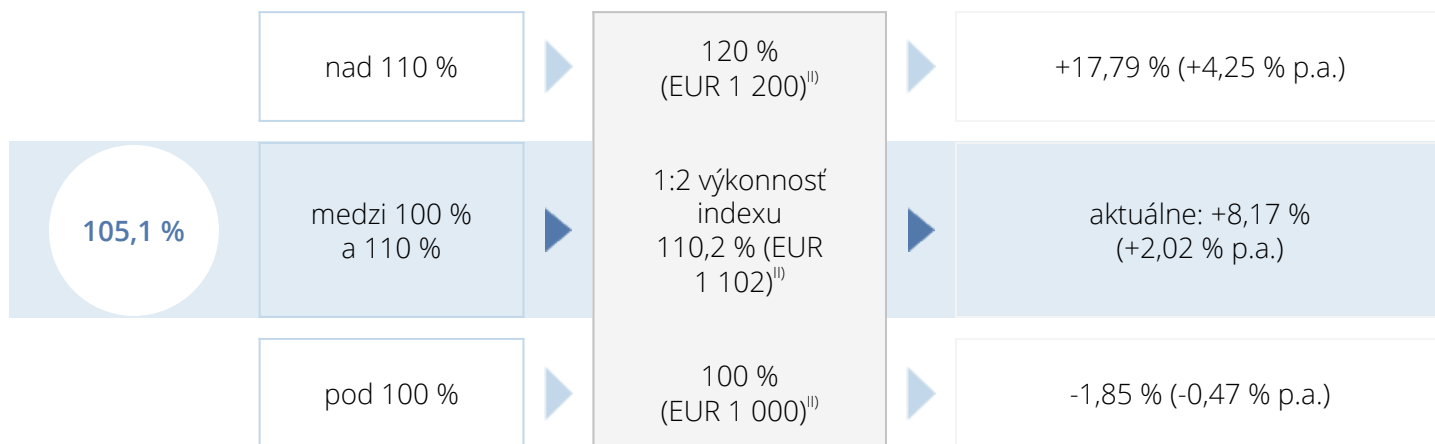 nad 110 %
120 %
(EUR 1 200)II)
+17,79 % (+4,25 % p.a.)
105,1 %
medzi 100 %
a 110 %
1:2 výkonnosť
indexu
110,2 % (EUR
1 102)II)
aktuálne: +8,17 %
(+2,02 % p.a.)
pod 100 %
100 %
(EUR 1 000)II)
-1,85 % (-0,47 % p.a.)